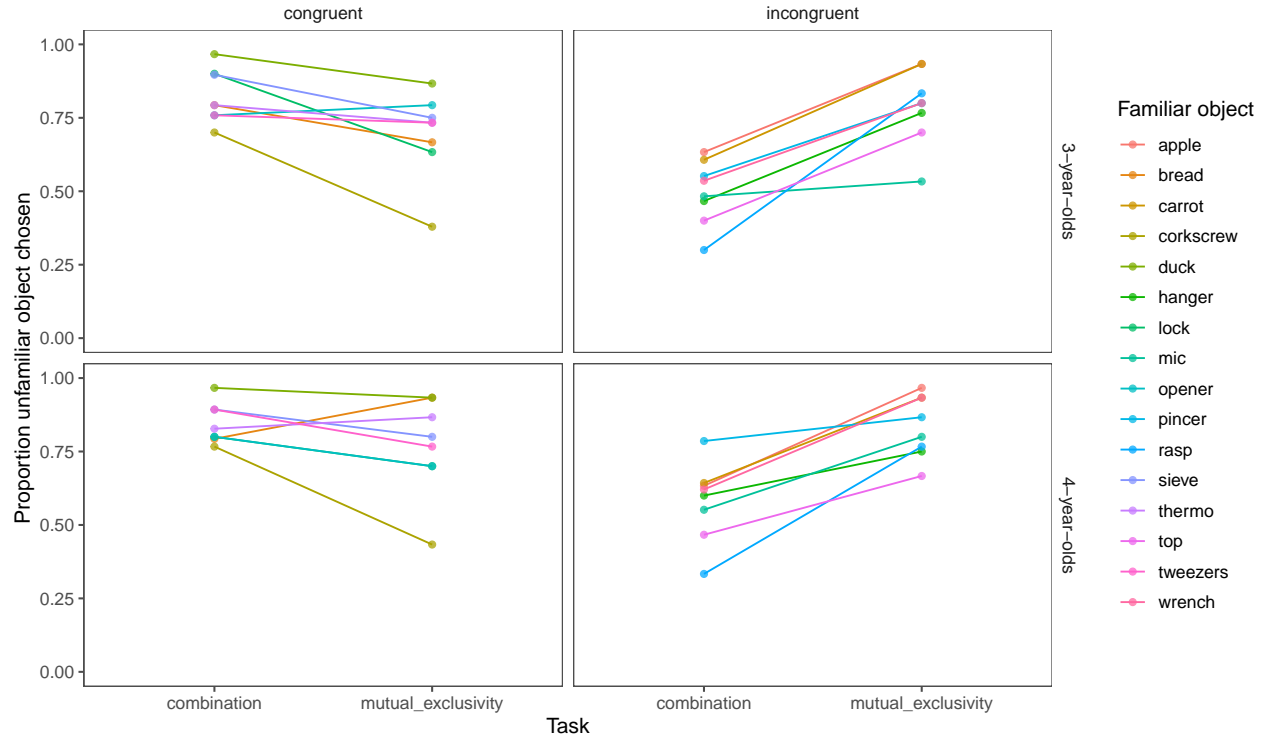 congruent
incongruent
Proportion unfamiliar object chosen
1.00
0.75
0.50
0.25
0.00
3−year−olds
1.00
0.75
0.50
0.25
0.00
4−year−olds
combination
mutual_exclusivity
combination
mutual_exclusivity
Task
Familiar object
apple
bread
carrot
corkscrew
duck
hanger
lock
mic
opener
pincer
rasp
sieve
thermo
top
tweezers
wrench